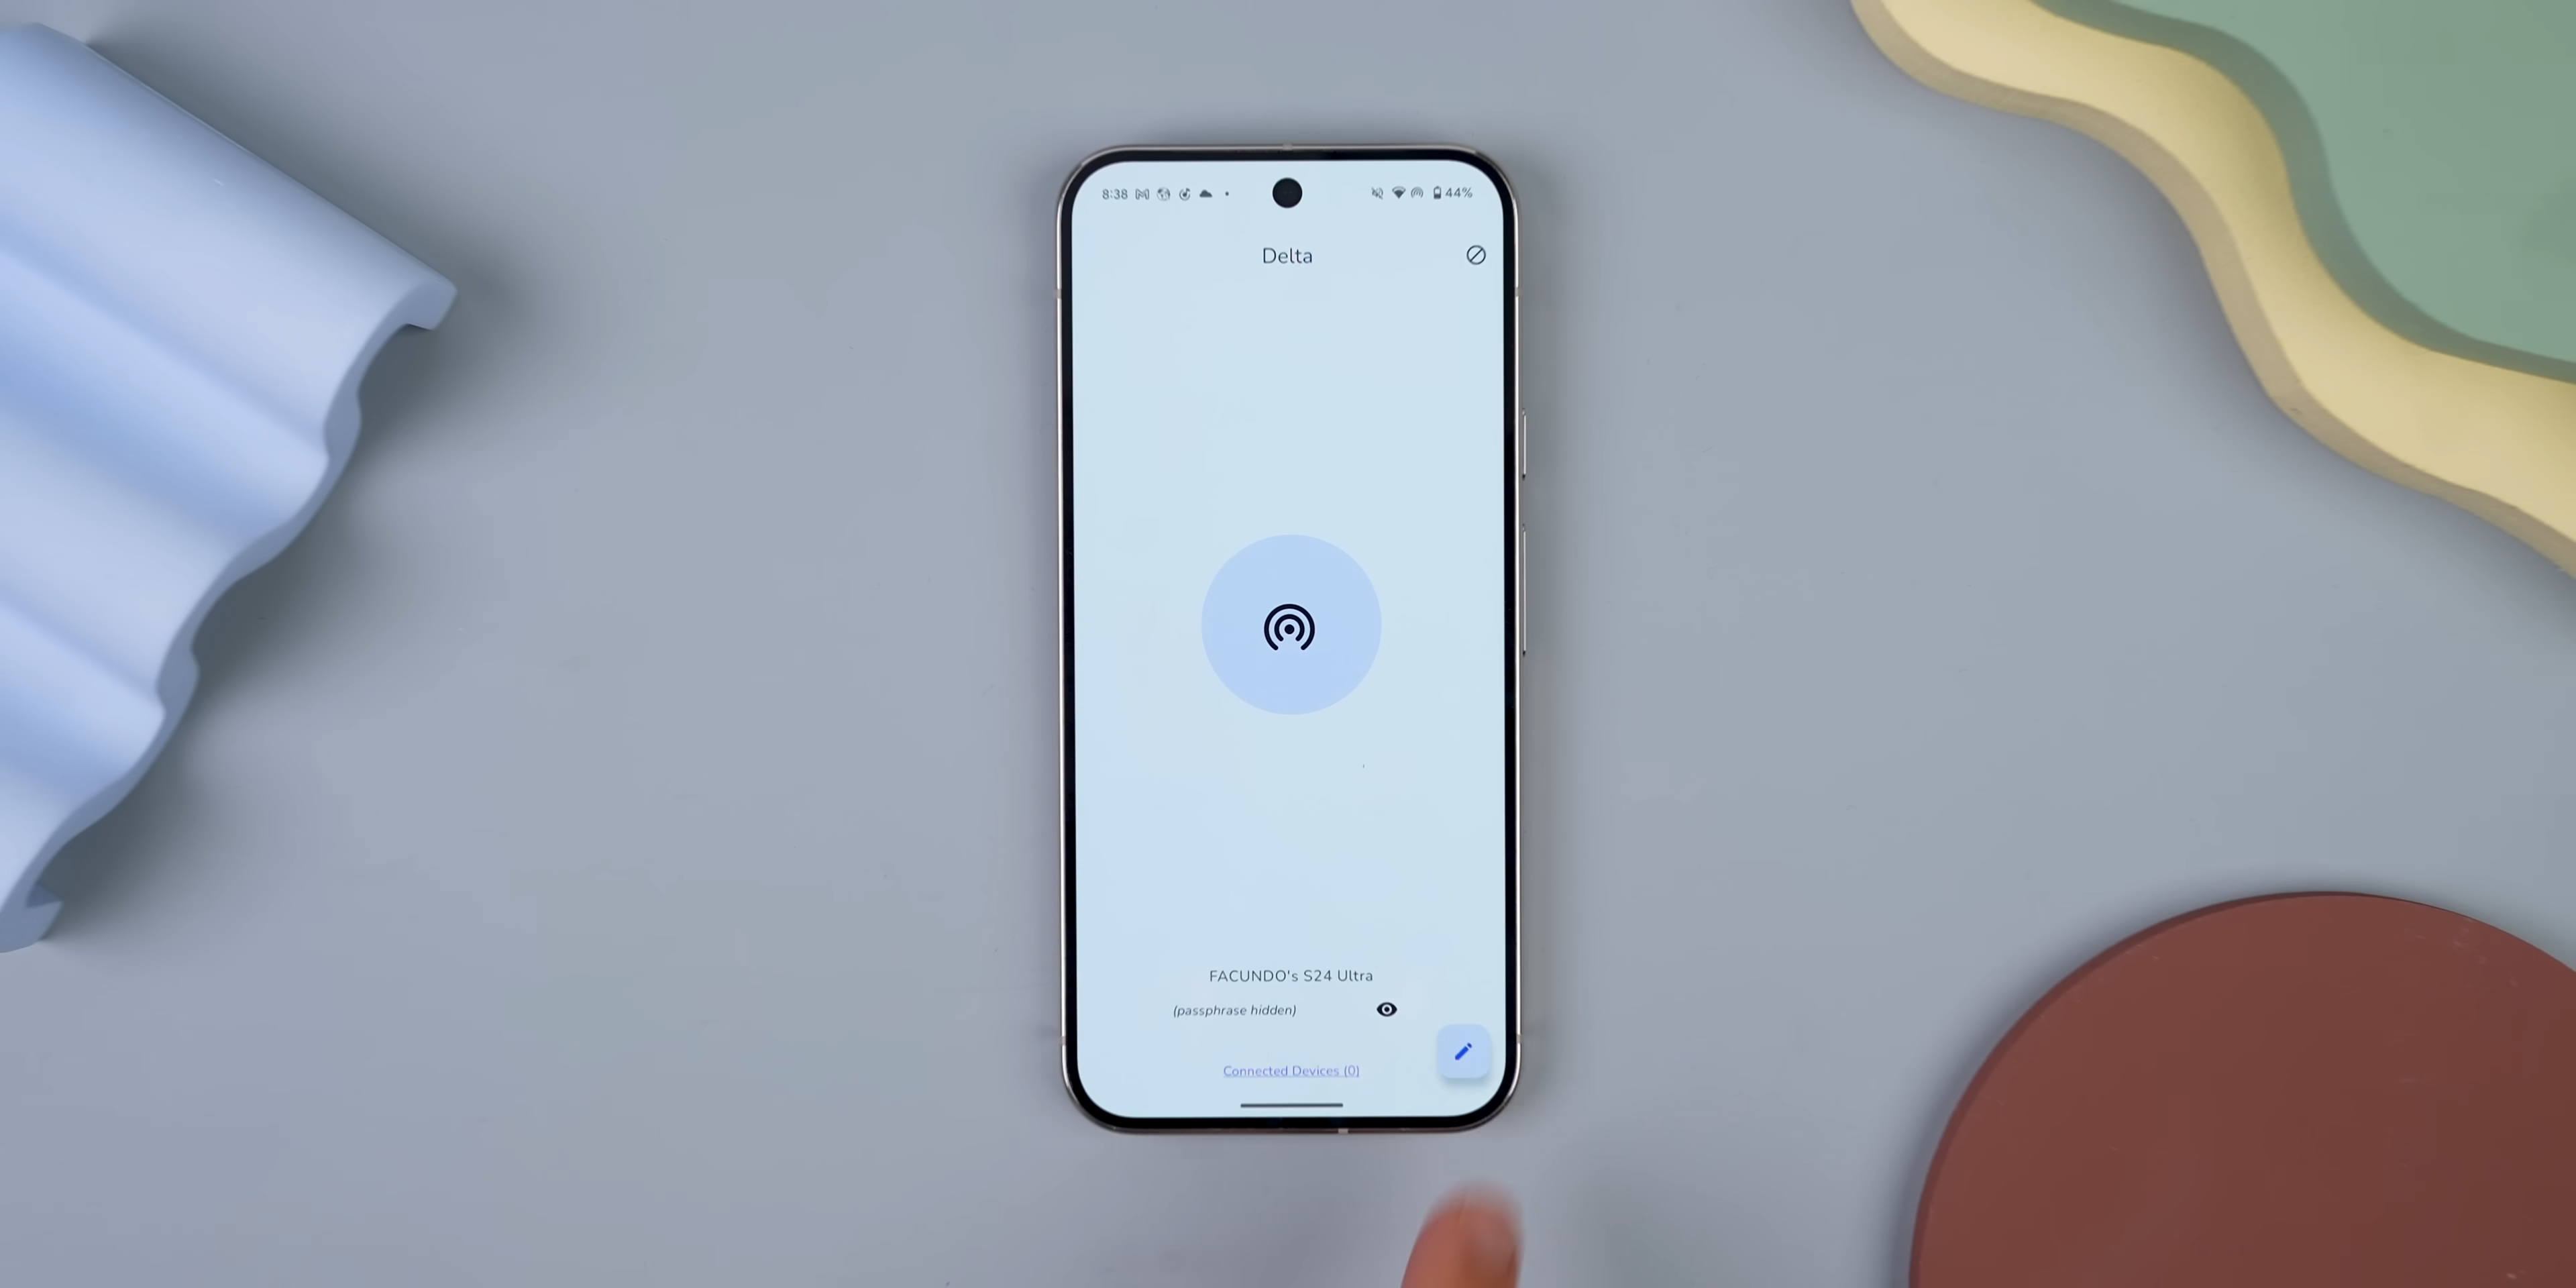 8:38
44%
Delta
FACUNDO's S24 Ultra
(passphrase hidden)
Connected Devices (0)